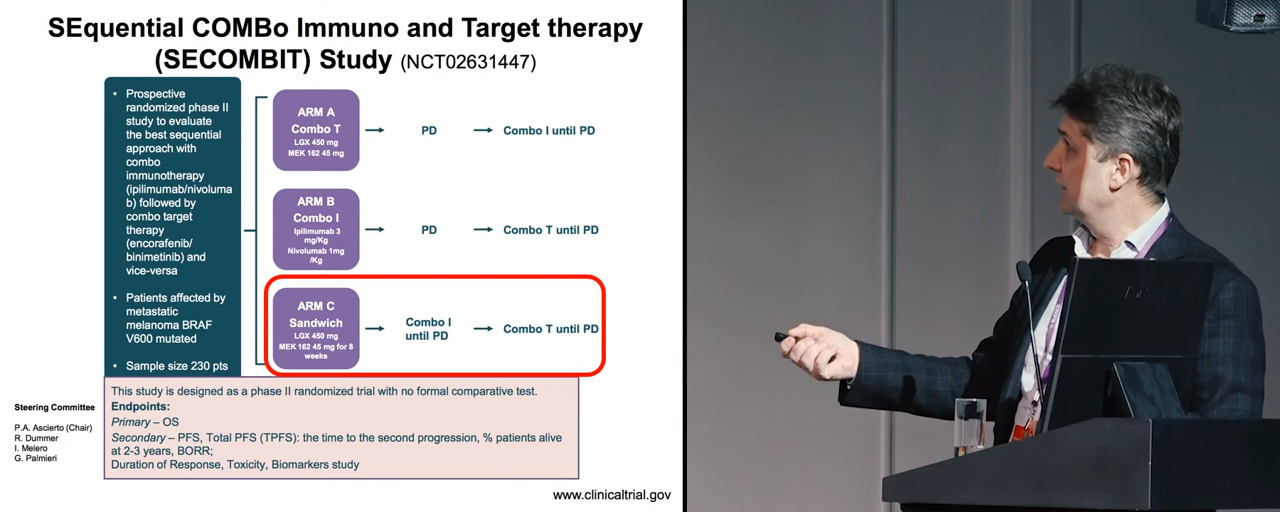 SEquential COMBo Immuno and Target therapy
(SECOMBIT) Study (NCT02631447)
• Prospective
randomized phase II
study to evaluate
the best sequential
approach with
combo
immunotherapy
(ipilimumab/nivoluma
b) followed by
combo target
therapy
(encorafenib/
binimetinib) and
vice-versa
• Patients affected by
metastatic
melanoma BRAF
V600 mutated
• Sample size 230 pts
ARM A
Combo T
LGX 450 mg
MEK 162 45 mg
PD
Combo I until PD
ARM B
Combo I
Ipilimumab 3
mg/Kg
Nivolumab 1mg
/Kg
PD
Combo T until PD
ARM C
Sandwich
LGX 450 mg
MEK 162 45 mg for 8
weeks
Combo I
until PD
Combo T until PD
This study is designed as a phase II randomized trial with no formal comparative test.
Endpoints:
Primary – OS
Secondary – PFS, Total PFS (TPFS): the time to the second progression, % patients alive
at 2-3 years, BORR;
Duration of Response, Toxicity, Biomarkers study
Steering Committee
P.A. Ascierto (Chair)
R. Dummer
I. Melero
G. Palmieri
www.clinicaltrial.gov